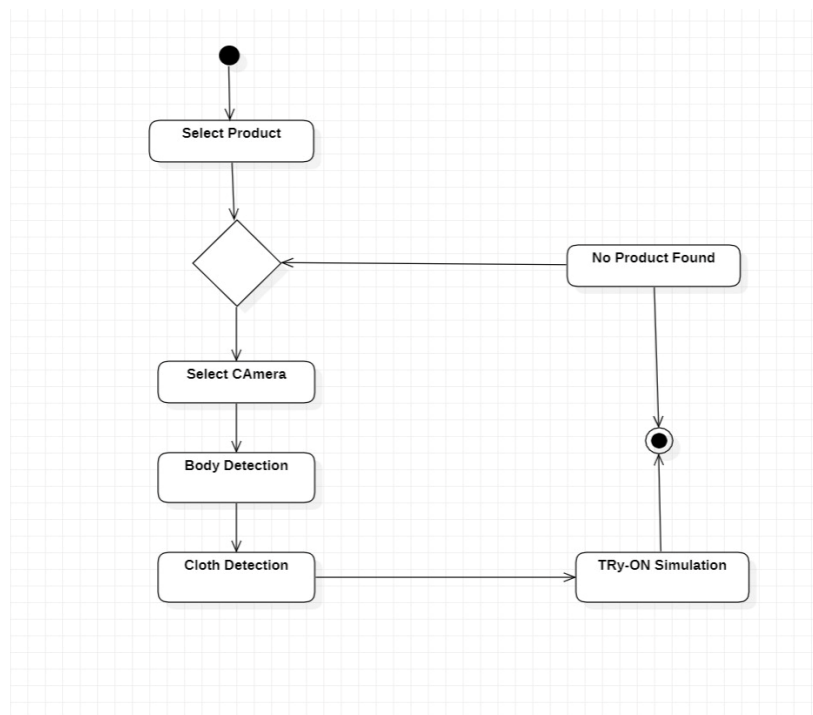 Select Product
No Product Found
Select CAmera
Body Detection
Cloth Detection
TRy-ON Simulation